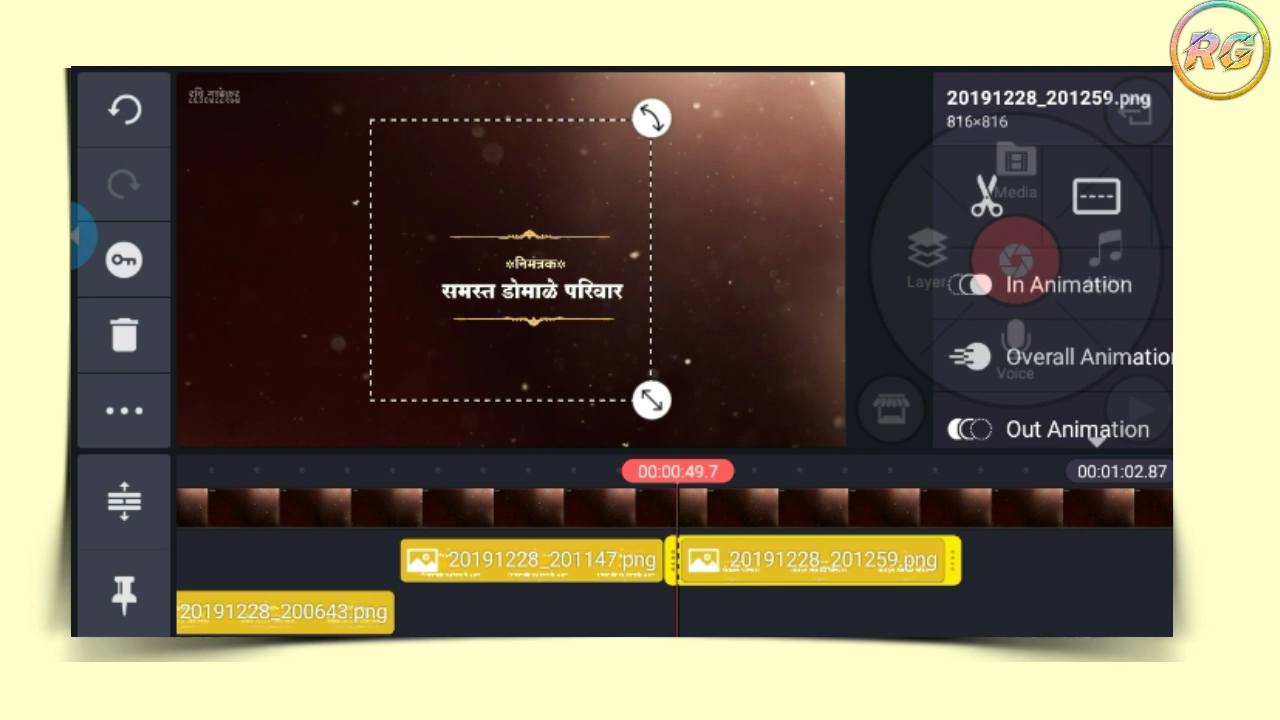 RG
20191228_201259.png
816×816
Media
Layer
In Animation
Voice
Overall Animatio
Out Animation
※निमंत्रक※
समस्त डोमाळे परिवार
00:00:49.7
00:01:02.87
20191228_201147.png
20191228_201259.png
20191228_200643.png